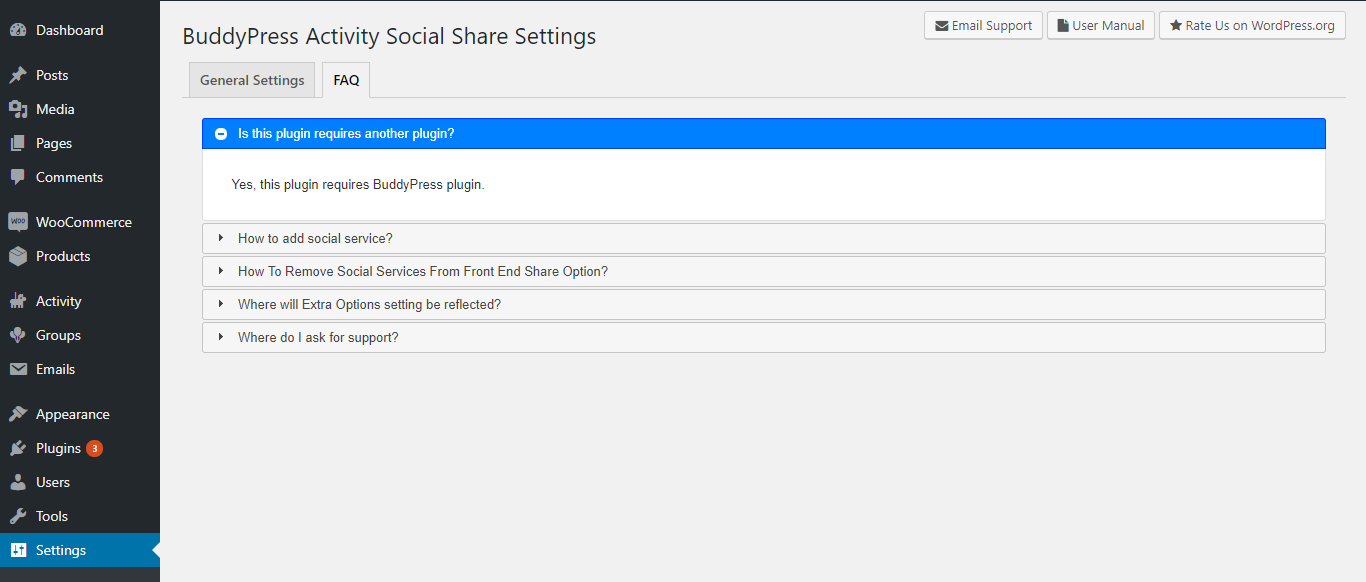 Dashboard
Posts
Media
Pages
Comments
WOO WooCommerce
Products
Activity
Groups
Emails
Appearance
Plugins 3
Users
Tools
Settings
BuddyPress Activity Social Share Settings
Email Support
User Manual
Rate Us on WordPress.org
General Settings
FAQ
Is this plugin requires another plugin?
Yes, this plugin requires BuddyPress plugin.
How to add social service?
How To Remove Social Services From Front End Share Option?
Where will Extra Options setting be reflected?
Where do I ask for support?